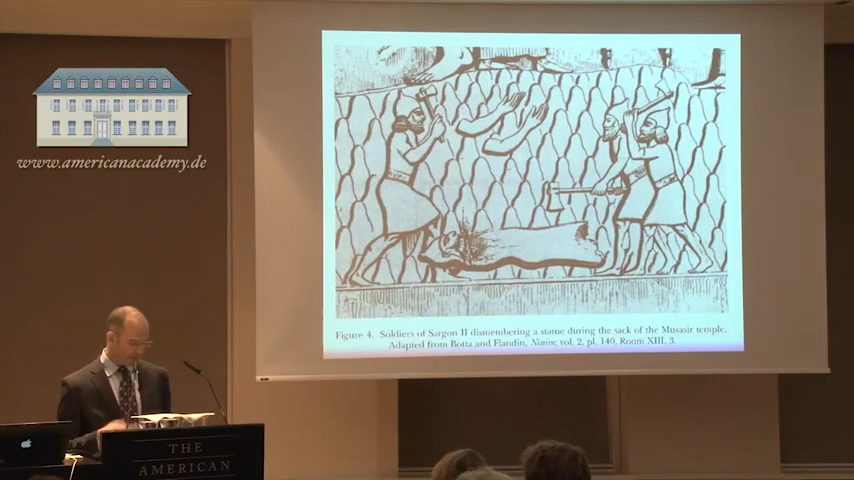 www.americanacademy.de
Figure 4. Soldiers of Sargon II dismembering a statue during the sack of the Musasir temple.
Adapted from Botta and Flandin, Ninive, vol. 2, pl. 140, Room XIII. 3.
THE
AMERICAN